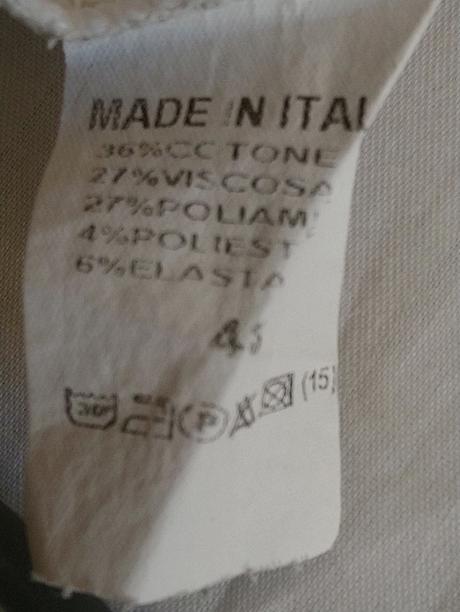 MADE IN ITAL
36%COTONE
27%VISCOSA
27%POLIAM
4%POLIEST
6%ELASTA
30°
P
(15)